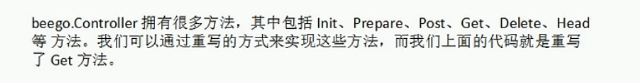 beego.Controller 拥有很多方法，其中包括 Init、Prepare、Post、Get、Delete、Head
等 方法。我们可以通过重写的方式来实现这些方法，而我们上面的代码就是重写
了 Get 方法。